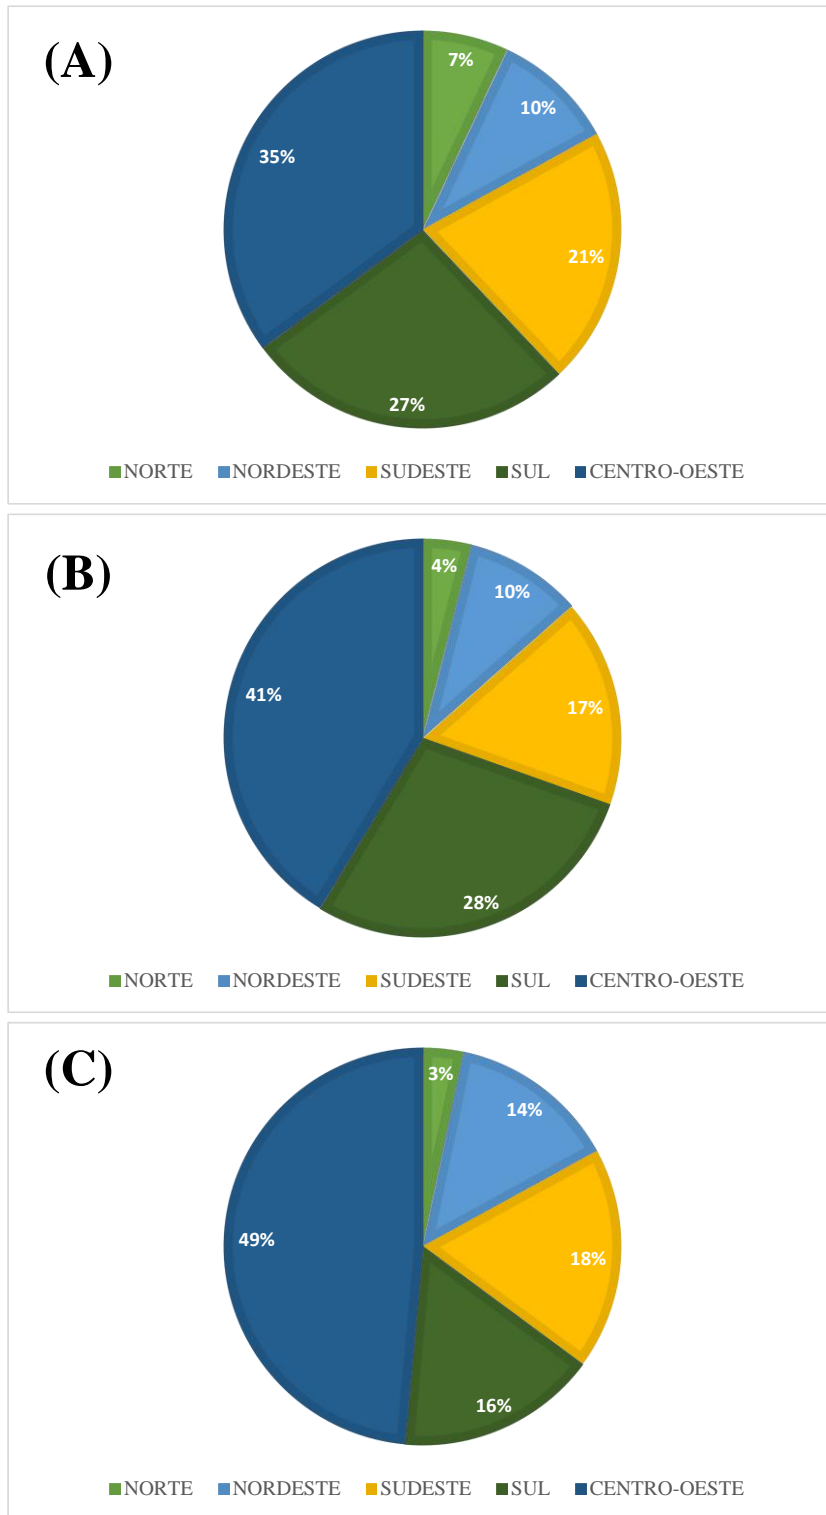 (A)
7%
10%
35%
21%
27%
NORTE NORDESTE SUDESTE SUL CENTRO-OESTE
(B)
4%
10%
41%
17%
28%
NORTE NORDESTE SUDESTE SUL CENTRO-OESTE
(C)
3%
14%
49%
18%
16%
NORTE NORDESTE SUDESTE SUL CENTRO-OESTE